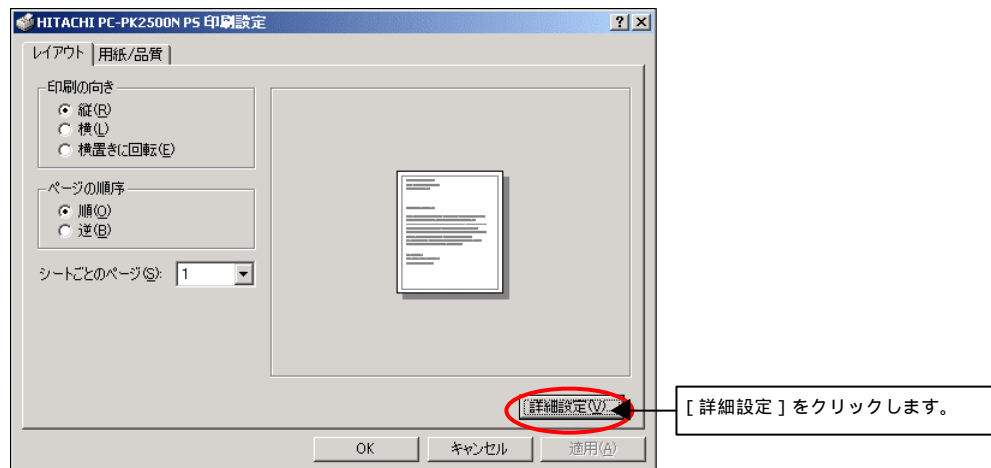 HITACHI PC-PK2500N PS 印刷設定
レイアウト 用紙/品質
印刷の向き
縦(R)
横(L)
横置きに回転(E)
ページの順序
順(O)
逆(B)
シートごとのページ(S): 1
詳細設定(V)...
[ 詳細設定 ] をクリックします。
OK キャンセル 適用(A)